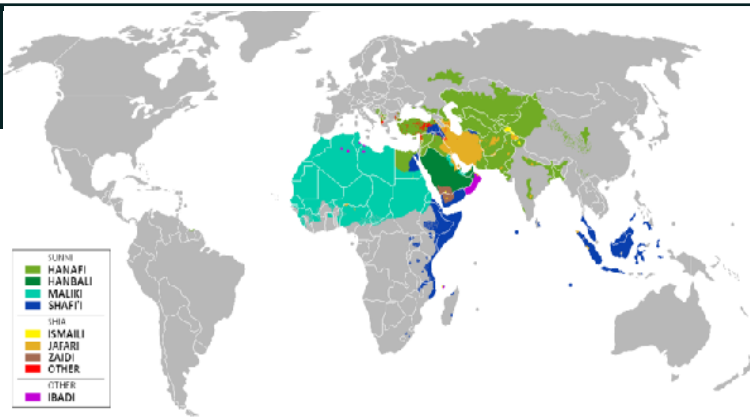 SUNNI
HANAFI
HANBALI
MALIKI
SHAFI'I
SHIA
ISMAILI
JAFARI
ZAIDI
OTHER
OTHER
IBADI